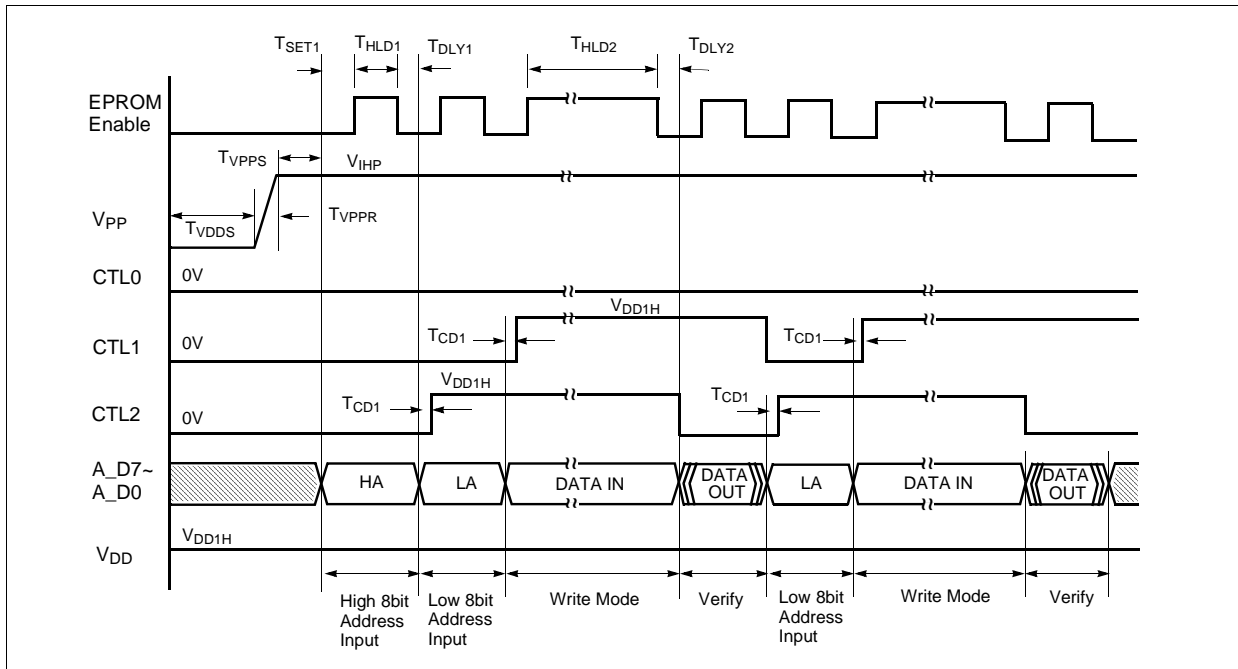 TSET1 THLD1 TDLY1 THLD2 TDLY2
EPROM
Enable
TVPPS VIHP
VPP TVDDS TVPPR
CTL0 0V
VDD1H
CTL1 0V TCD1 TCD1
VDD1H
CTL2 0V TCD1 TCD1
A_D7~
A_D0
HA LA DATA IN DATA
OUT LA DATA IN DATA
OUT
VDD VDD1H
High 8bit
Address
Input
Low 8bit
Address
Input
Write Mode
Verify
Low 8bit
Address
Input
Write Mode
Verify